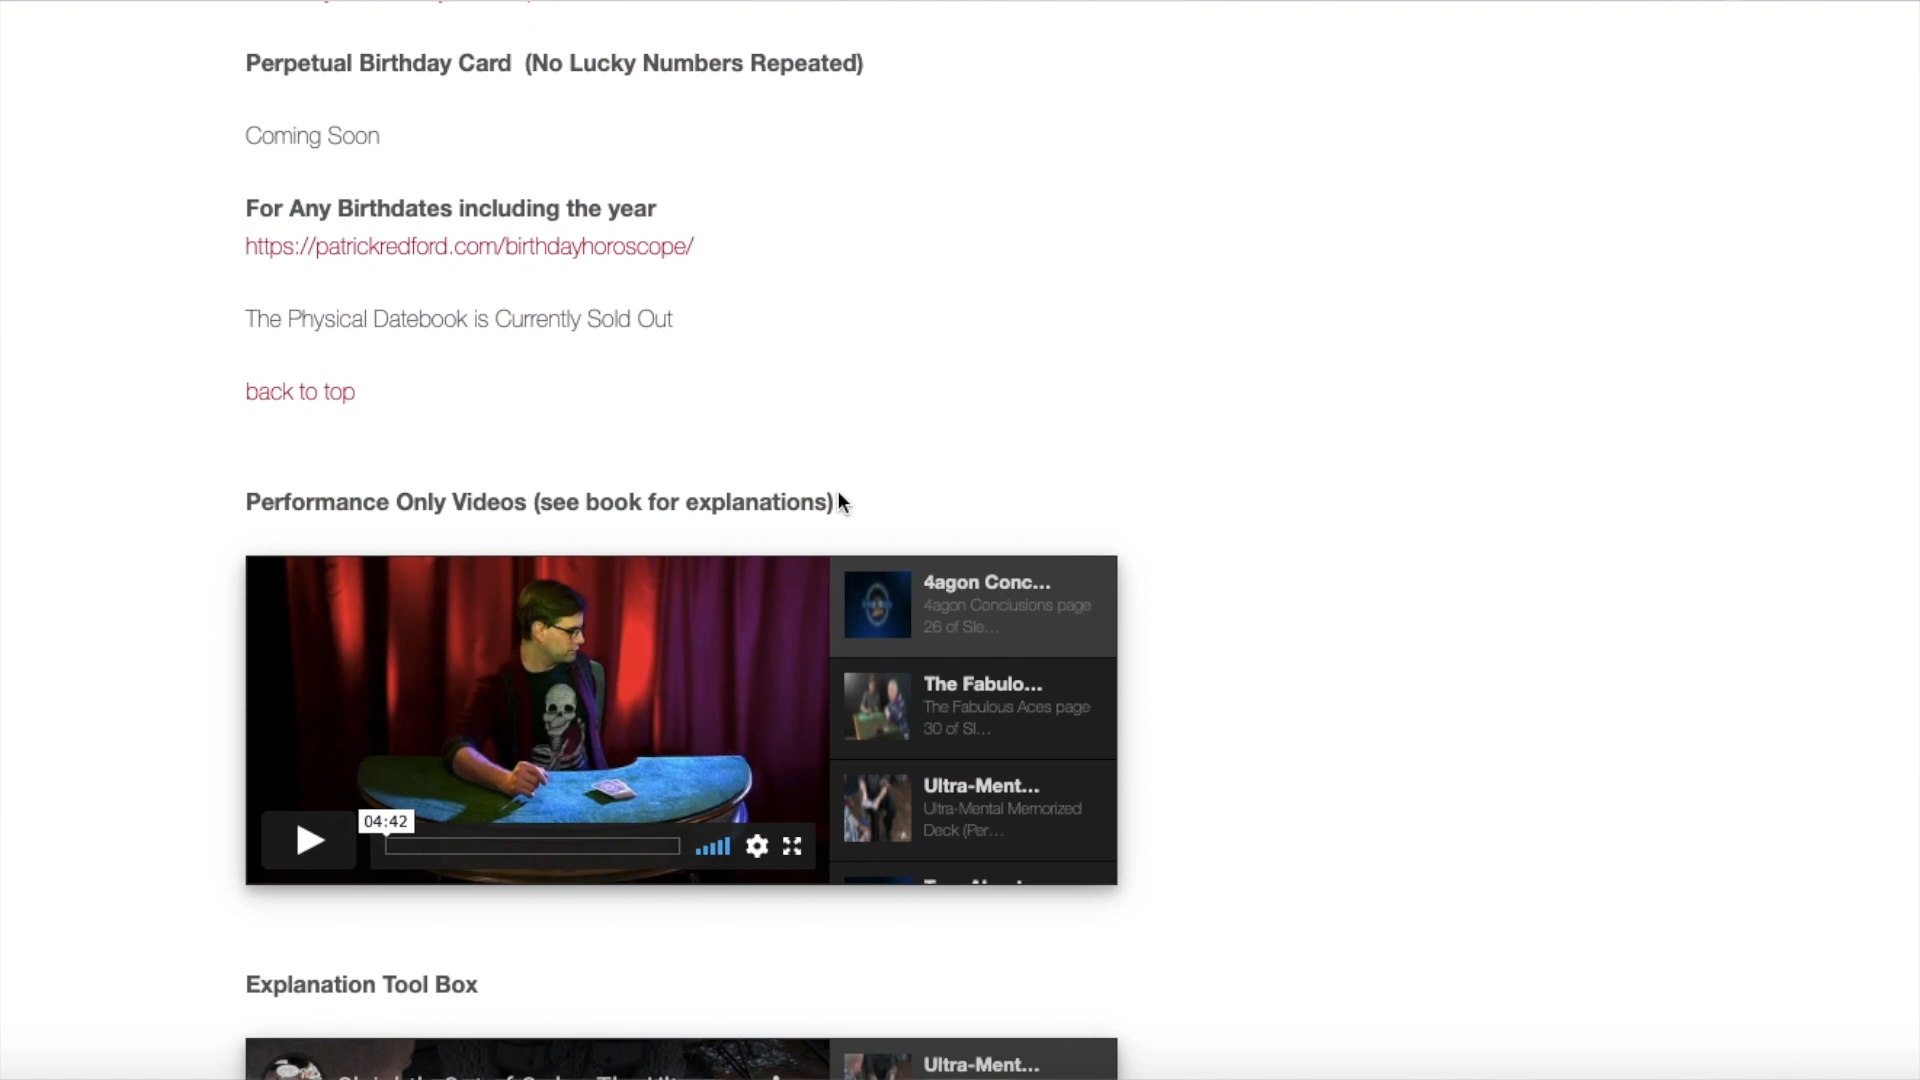 Perpetual Birthday Card (No Lucky Numbers Repeated)
Coming Soon
For Any Birthdates including the year
https://patrickredford.com/birthdayhoroscope/
The Physical Datebook is Currently Sold Out
back to top
Performance Only Videos (see book for explanations)
4agon Conc...
4agon Conclusions page
26 of Sle...
The Fabulo...
The Fabulous Aces page
30 of Sl...
Ultra-Ment...
Ultra-Mental Memorized
Deck (Per...
04:42
Explanation Tool Box
Ultra-Ment...